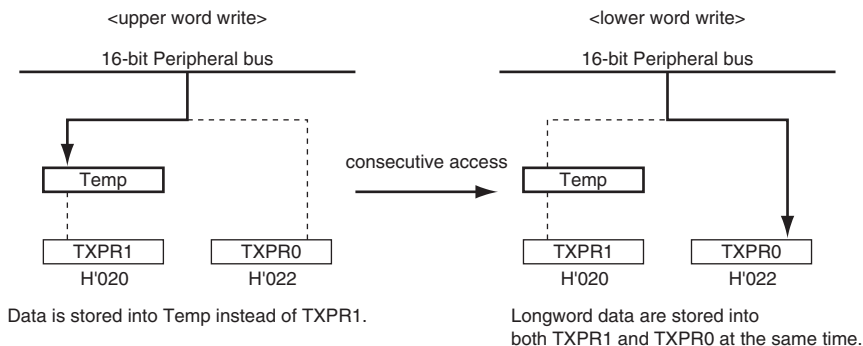 <upper word write>
16-bit Peripheral bus
Temp
TXPR1
H'020
TXPR0
H'022
Data is stored into Temp instead of TXPR1.
consecutive access
<lower word write>
16-bit Peripheral bus
Temp
TXPR1
H'020
TXPR0
H'022
Longword data are stored into
both TXPR1 and TXPR0 at the same time.